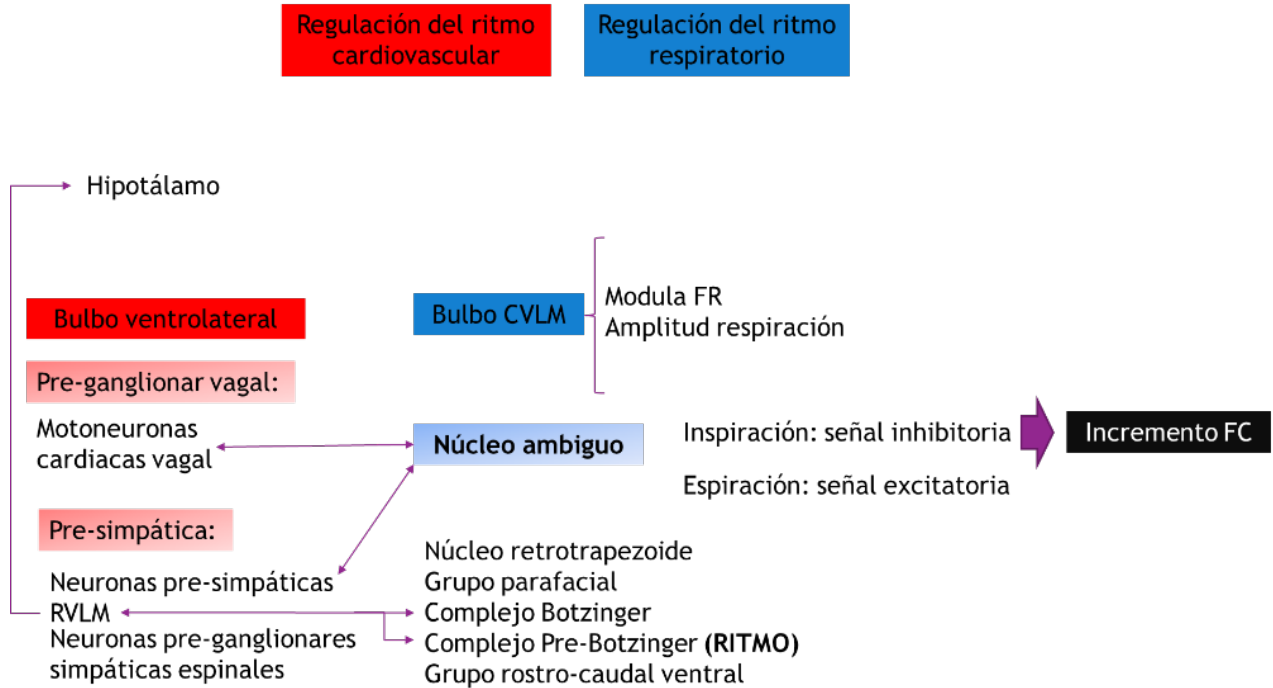 Regulación del ritmo
cardiovascular
Regulación del ritmo
respiratorio
Hipotálamo
Bulbo ventrolateral
Bulbo CVLM
Modula FR
Amplitud respiración
Pre-ganglionar vagal:
Motoneuronas
cardiacas vagal
Núcleo ambiguo
Inspiración: señal inhibitoria
Incremento FC
Espiración: señal excitatoria
Pre-simpática:
Neuronas pre-simpáticas
RVLM
Neuronas pre-ganglionares
simpáticas espinales
Núcleo retrotrapezoide
Grupo parafacial
Complejo Botzinger
Complejo Pre-Botzinger (RITMO)
Grupo rostro-caudal ventral